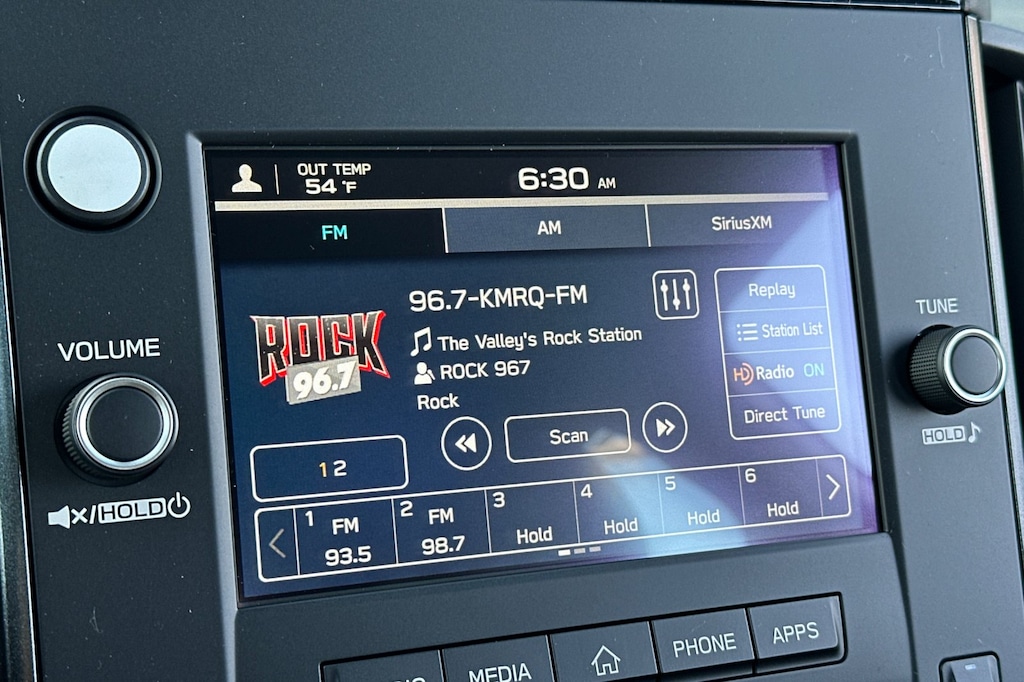 OUT TEMP
54 °F
6:30 AM
FM
AM
SiriusXM
96.7-KMRQ-FM
The Valley's Rock Station
ROCK 967
Rock
ROCK
96.7
Replay
Station List
HD Radio ON
Direct Tune
Scan
1 2
1 FM 93.5
2 FM 98.7
3 Hold
4 Hold
5 Hold
6 Hold
VOLUME
/HOLD
TUNE
HOLD
MEDIA
PHONE
APPS